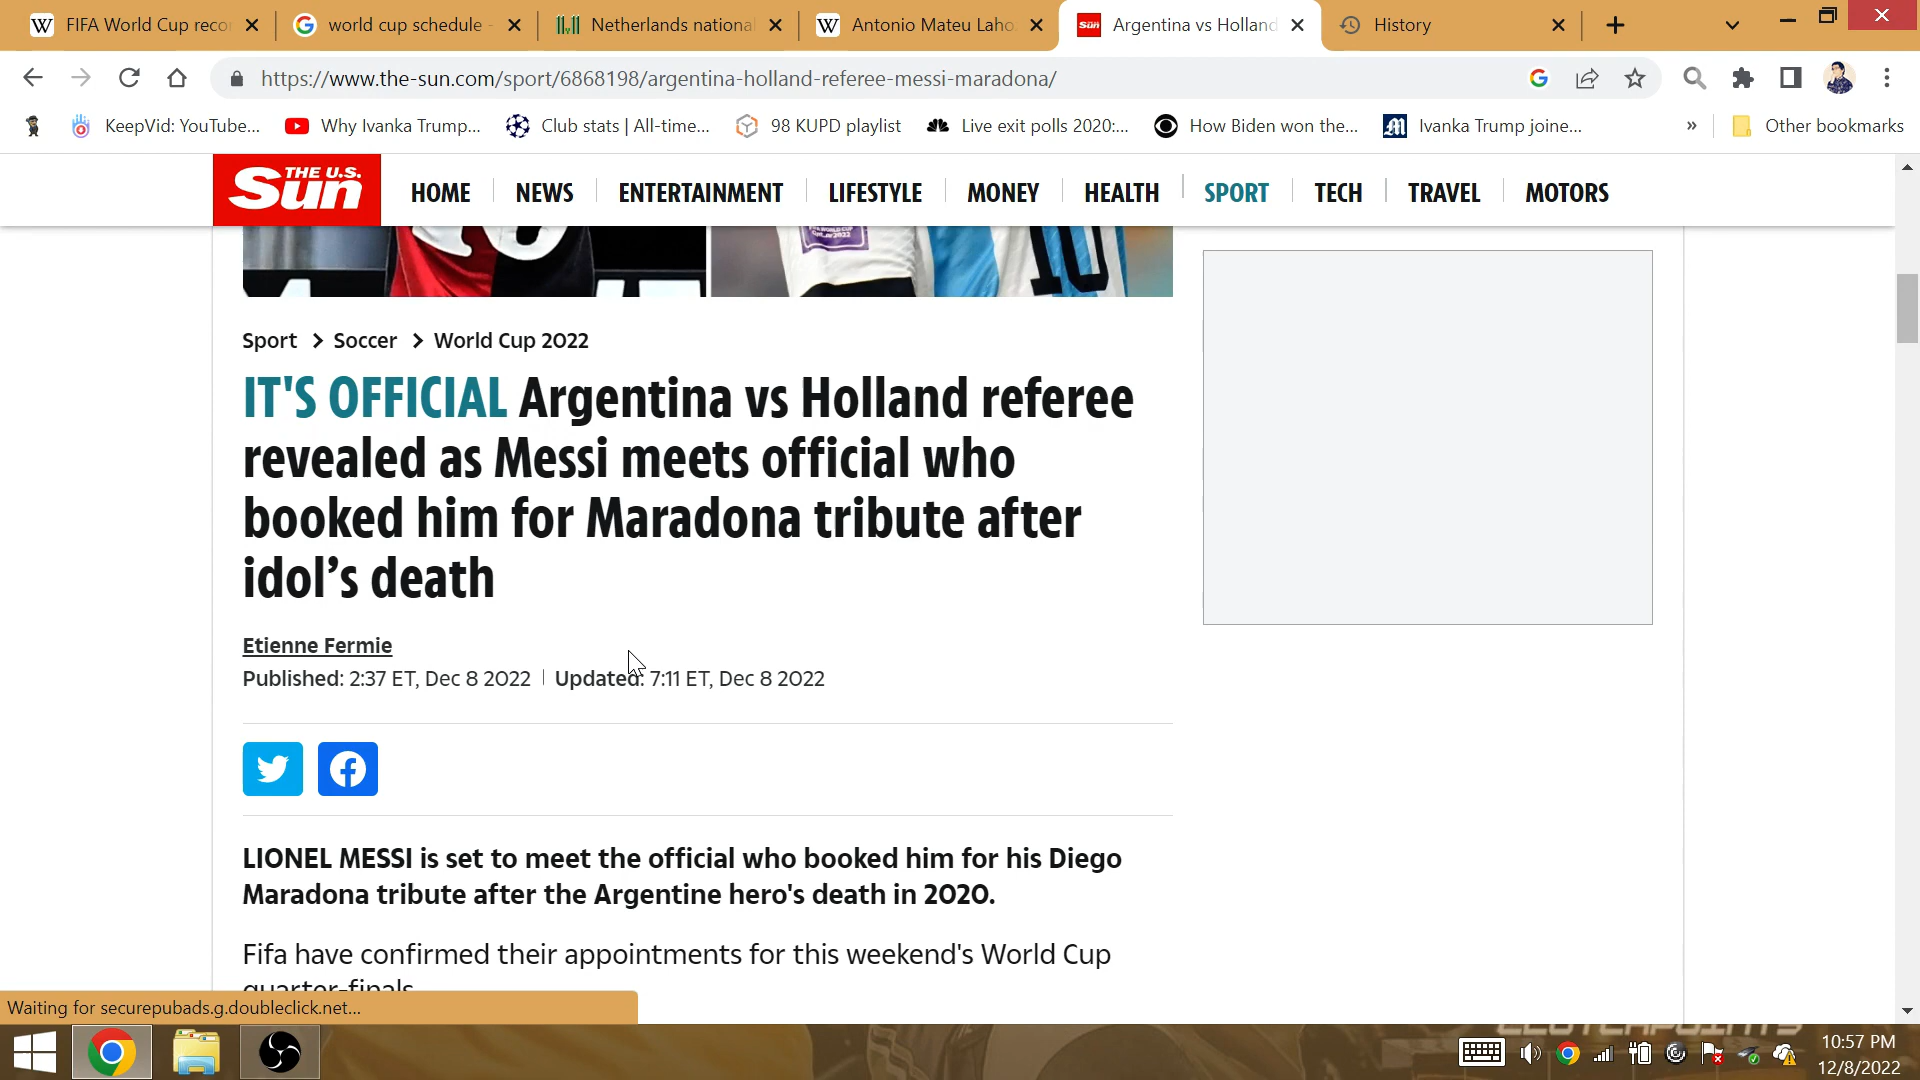 FIFA World Cup reco
world cup schedule -
Netherlands national
Antonio Mateu Laho
Argentina vs Holland
History
https://www.the-sun.com/sport/6868198/argentina-holland-referee-messi-maradona/
KeepVid: YouTube...
Why Ivanka Trump...
Club stats | All-time...
98 KUPD playlist
Live exit polls 2020:...
How Biden won the...
Ivanka Trump joine...
»
Other bookmarks
THE U.S.
Sun
HOME
NEWS
ENTERTAINMENT
LIFESTYLE
MONEY
HEALTH
SPORT
TECH
TRAVEL
MOTORS
10
Sport > Soccer > World Cup 2022
IT'S OFFICIAL Argentina vs Holland referee
revealed as Messi meets official who
booked him for Maradona tribute after
idol’s death
Etienne Fermie
Published: 2:37 ET, Dec 8 2022 | Updated: 7:11 ET, Dec 8 2022
LIONEL MESSI is set to meet the official who booked him for his Diego
Maradona tribute after the Argentine hero's death in 2020.
Fifa have confirmed their appointments for this weekend's World Cup
quarter-finals
Waiting for securepubads.g.doubleclick.net...
CLUTCHPOINTS
10:57 PM
12/8/2022